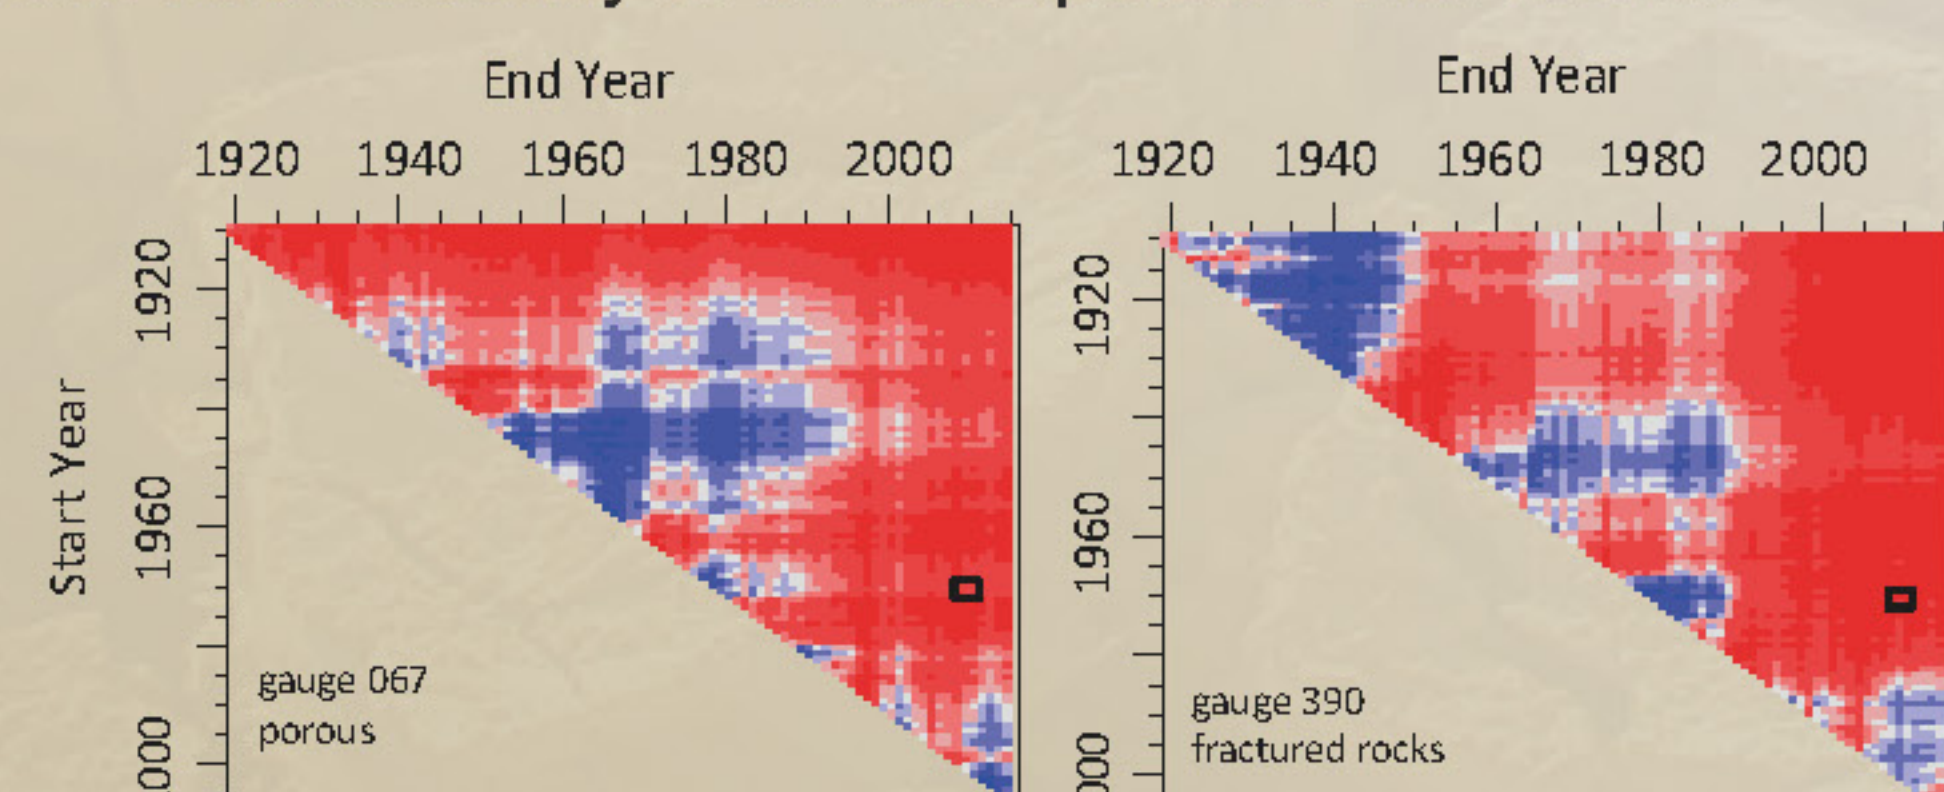 End Year
End Year
1920 1940 1960 1980 2000
1920 1940 1960 1980 2000
Start Year
1920
1960
1920
1960
gauge 067
porous
gauge 390
fractured rocks